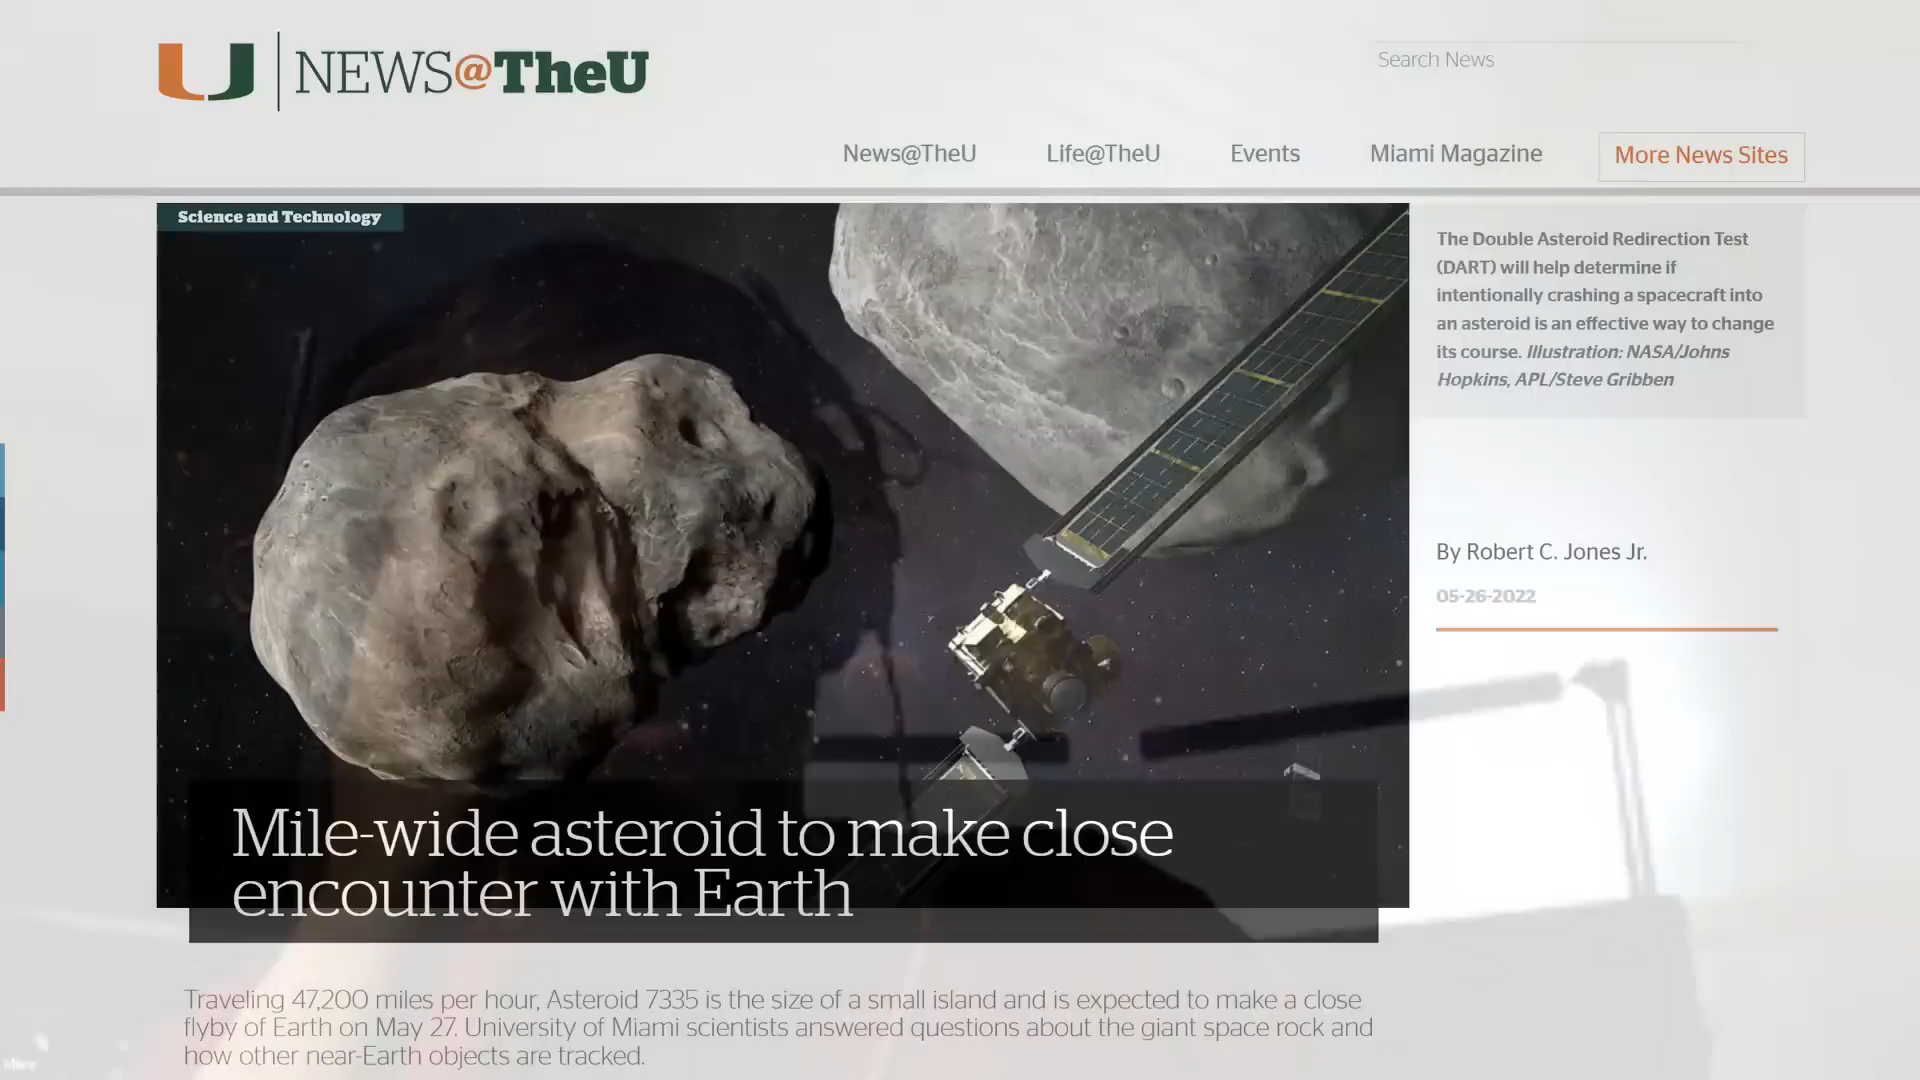 NEWS@TheU
Search News
News@TheU
Life@TheU
Events
Miami Magazine
More News Sites
Science and Technology
The Double Asteroid Redirection Test
(DART) will help determine if
intentionally crashing a spacecraft into
an asteroid is an effective way to change
its course. Illustration: NASA/Johns
Hopkins, APL/Steve Gribben
By Robert C. Jones Jr.
05-26-2022
Mile-wide asteroid to make close
encounter with Earth
Traveling 47,200 miles per hour, Asteroid 7335 is the size of a small island and is expected to make a close
flyby of Earth on May 27. University of Miami scientists answered questions about the giant space rock and
how other near-Earth objects are tracked.